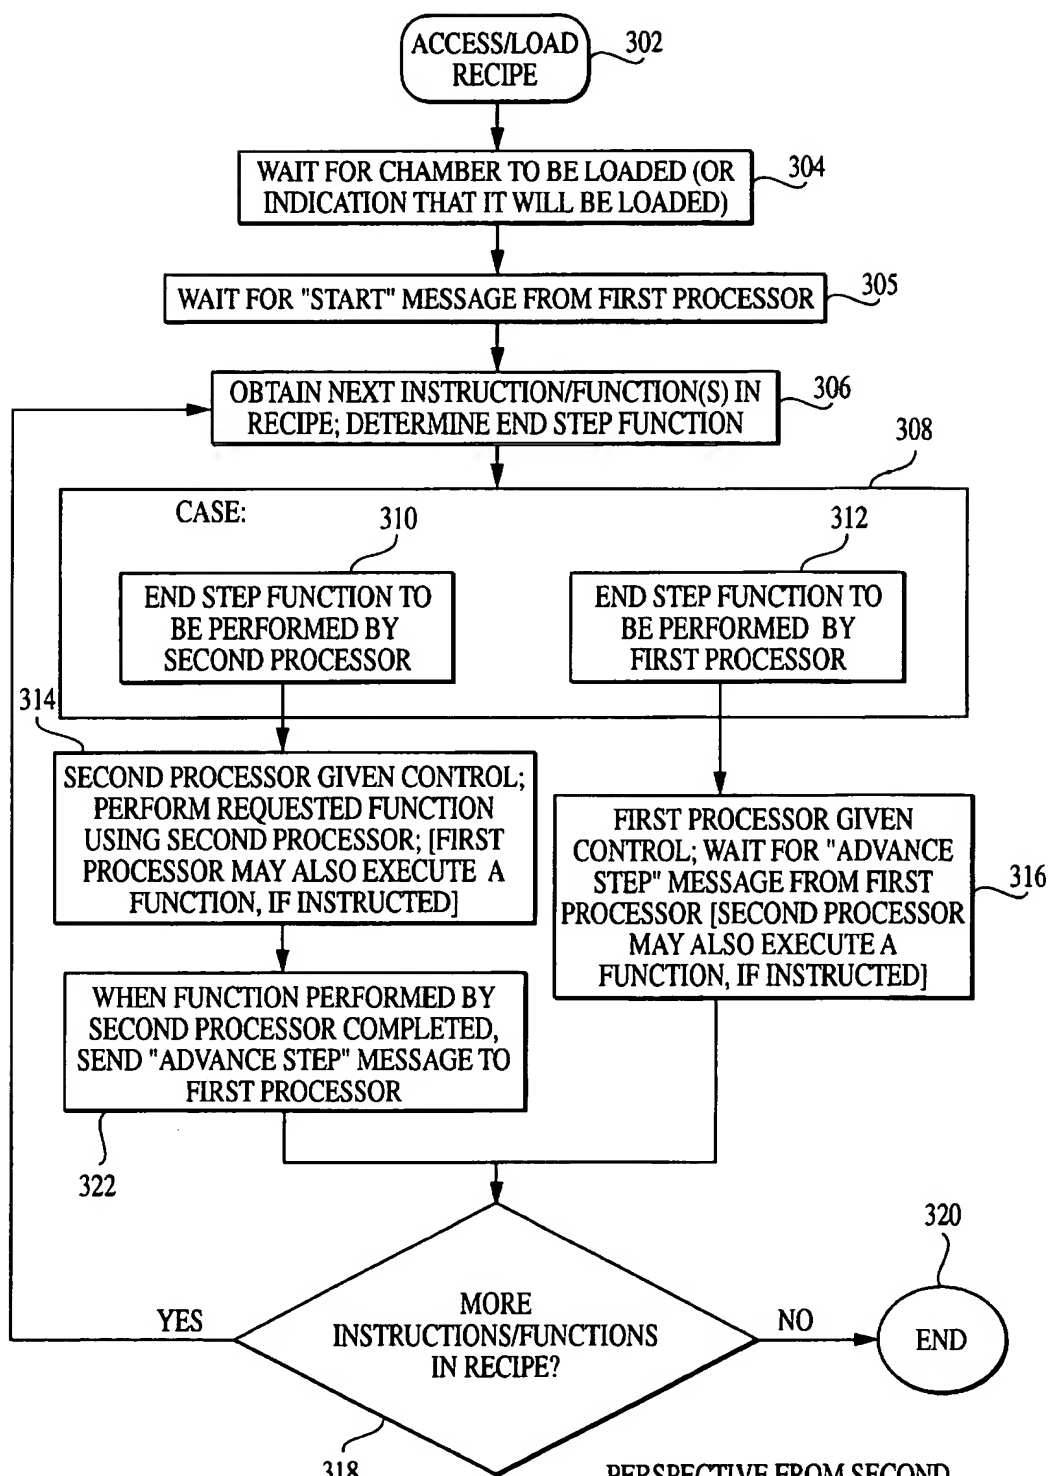 ACCESS/LOAD
RECIPE
302
WAIT FOR CHAMBER TO BE LOADED (OR
INDICATION THAT IT WILL BE LOADED)
304
WAIT FOR "START" MESSAGE FROM FIRST PROCESSOR
305
OBTAIN NEXT INSTRUCTION/FUNCTION(S) IN
RECIPE; DETERMINE END STEP FUNCTION
306
308
CASE:
310
312
END STEP FUNCTION TO
BE PERFORMED BY
SECOND PROCESSOR
END STEP FUNCTION TO
BE PERFORMED BY
FIRST PROCESSOR
314
SECOND PROCESSOR GIVEN CONTROL;
PERFORM REQUESTED FUNCTION
USING SECOND PROCESSOR; [FIRST
PROCESSOR MAY ALSO EXECUTE A
FUNCTION, IF INSTRUCTED]
FIRST PROCESSOR GIVEN
CONTROL; WAIT FOR "ADVANCE
STEP" MESSAGE FROM FIRST
PROCESSOR [SECOND PROCESSOR
MAY ALSO EXECUTE A
FUNCTION, IF INSTRUCTED]
316
WHEN FUNCTION PERFORMED BY
SECOND PROCESSOR COMPLETED,
SEND "ADVANCE STEP" MESSAGE TO
FIRST PROCESSOR
322
MORE
INSTRUCTIONS/FUNCTIONS
IN RECIPE?
YES
NO
320
END
318
PERSPECTIVE FROM SECOND